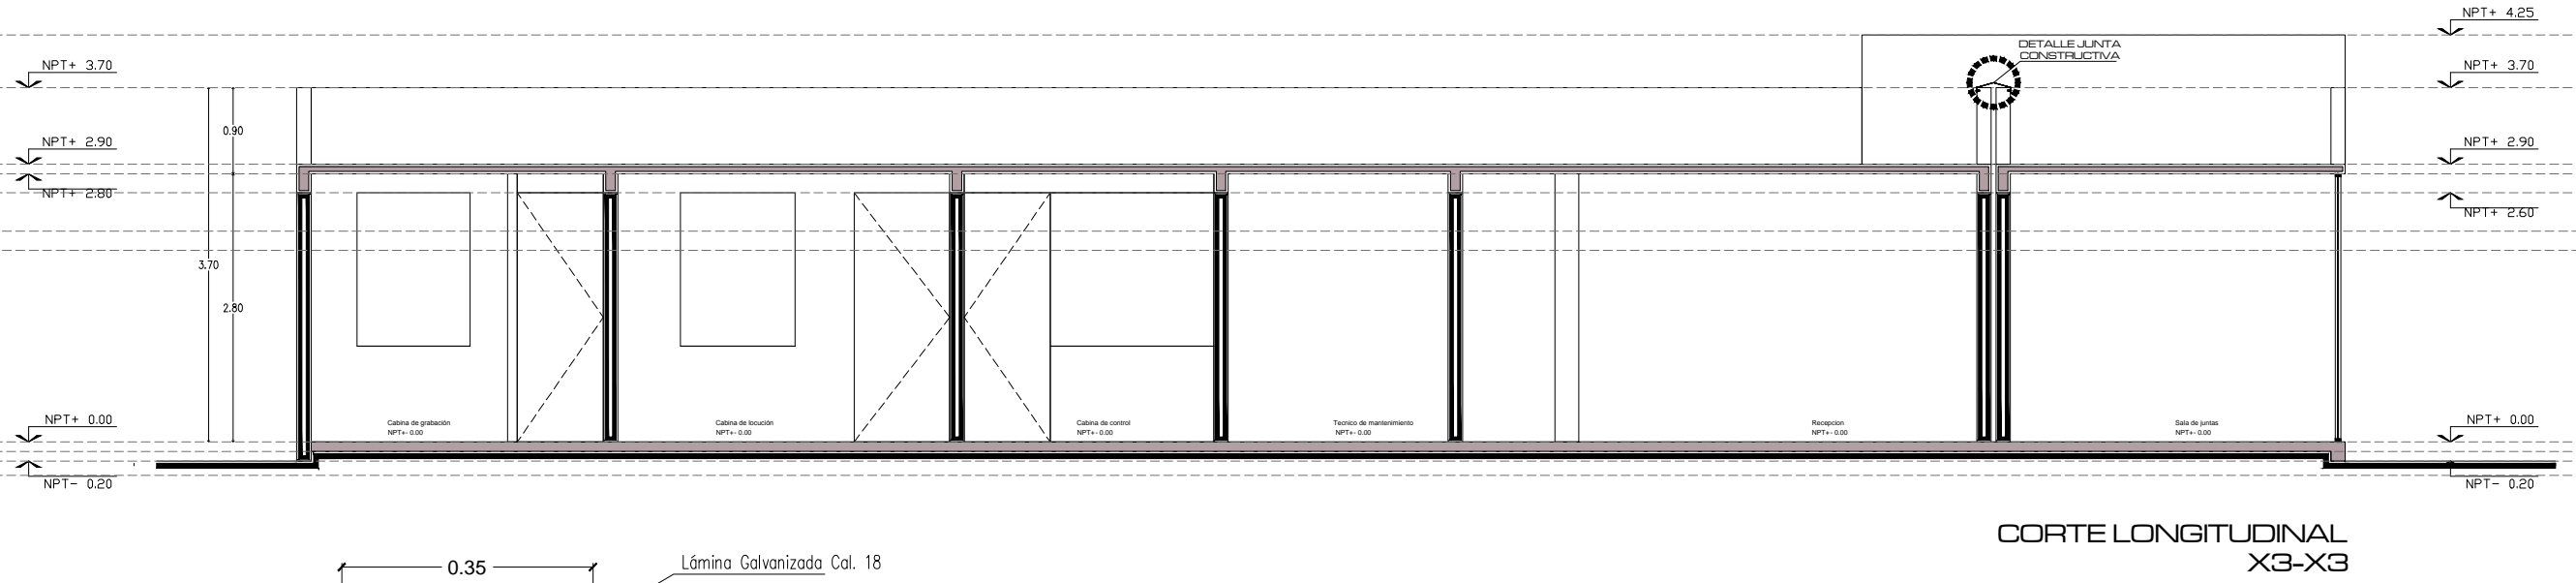 NPT+ 4.25
DETALLE JUNTA
CONSTRUCTIVA
NPT+ 3.70
NPT+ 3.70
0.90
NPT+ 2.90
NPT+ 2.90
NPT+ 2.80
NPT+ 2.60
3.70
2.80
NPT+ 0.00
Cabina de grabación
NPT+- 0.00
Cabina de locución
NPT+- 0.00
Cabina de control
NPT+- 0.00
Tecnico de mantenimiento
NPT+- 0.00
Recepcion
NPT+- 0.00
Sala de juntas
NPT+- 0.00
NPT+ 0.00
NPT- 0.20
NPT- 0.20
CORTE LONGITUDINAL
X3-X3
0.35
Lámina Galvanizada Cal. 18